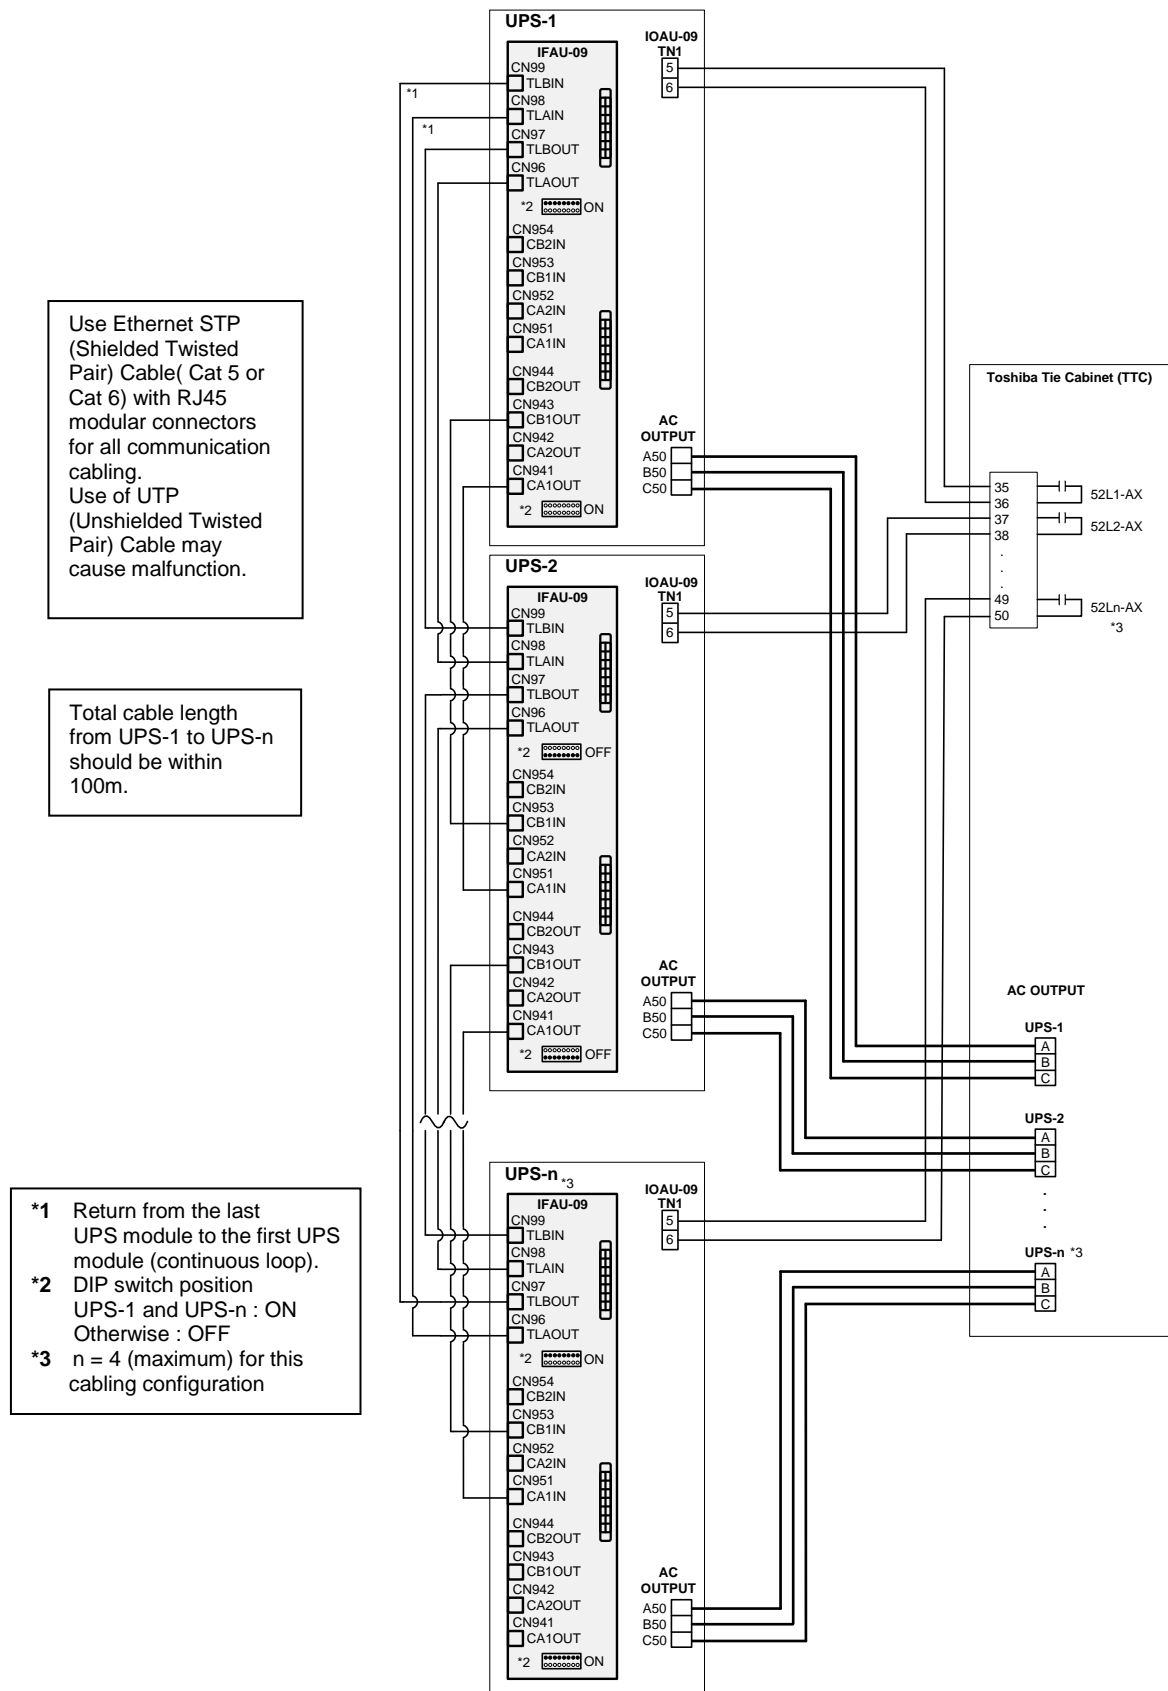 UPS-1
IFAU-09
IOAU-09
TN1
CN99
TLBIN
5
6
*1
CN98
TLAIN
*1
CN97
TLBOUT
CN96
TLAOUT
*2 ON
CN954
CB2IN
CN953
CB1IN
CN952
CA2IN
CN951
CA1IN
CN944
CB2OUT
CN943
CB1OUT
CN942
CA2OUT
CN941
CA1OUT
*2 ON
AC
OUTPUT
A50
B50
C50
Use Ethernet STP
(Shielded Twisted
Pair) Cable( Cat 5 or
Cat 6) with RJ45
modular connectors
for all communication
cabling.
Use of UTP
(Unshielded Twisted
Pair) Cable may
cause malfunction.
Toshiba Tie Cabinet (TTC)
35
36
52L1-AX
37
38
52L2-AX
.
.
.
49
50
52Ln-AX
*3
UPS-2
IFAU-09
IOAU-09
TN1
CN99
TLBIN
5
6
CN98
TLAIN
CN97
TLBOUT
CN96
TLAOUT
*2 OFF
CN954
CB2IN
CN953
CB1IN
CN952
CA2IN
CN951
CA1IN
CN944
CB2OUT
CN943
CB1OUT
CN942
CA2OUT
CN941
CA1OUT
*2 OFF
AC
OUTPUT
A50
B50
C50
Total cable length
from UPS-1 to UPS-n
should be within
100m.
AC OUTPUT
UPS-1
A
B
C
UPS-2
A
B
C
.
.
.
UPS-n *3
A
B
C
UPS-n *3
IFAU-09
IOAU-09
TN1
CN99
TLBIN
5
6
CN98
TLAIN
CN97
TLBOUT
CN96
TLAOUT
*2 ON
CN954
CB2IN
CN953
CB1IN
CN952
CA2IN
CN951
CA1IN
CN944
CB2OUT
CN943
CB1OUT
CN942
CA2OUT
CN941
CA1OUT
*2 ON
AC
OUTPUT
A50
B50
C50
*1 Return from the last
UPS module to the first UPS
module (continuous loop).
*2 DIP switch position
UPS-1 and UPS-n : ON
Otherwise : OFF
*3 n = 4 (maximum) for this
cabling configuration